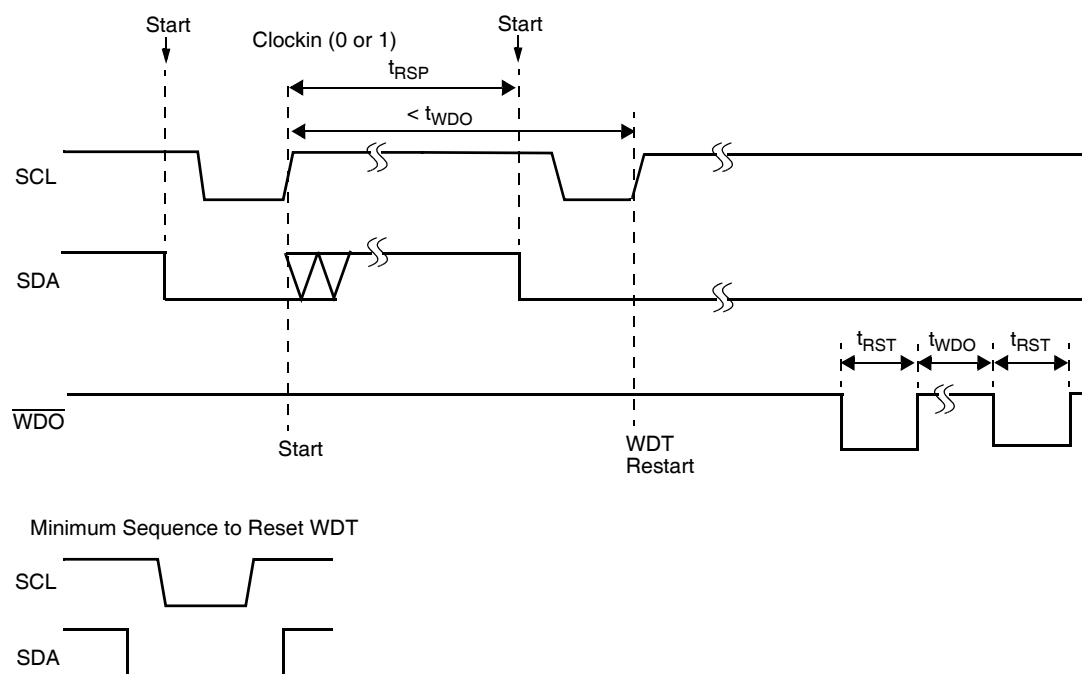 Start
Start
Clockin (0 or 1)
tRSP
< tWDO
SCL
SDA
tRST
tWDO
tRST
WDO
Start
WDT
Restart
Minimum Sequence to Reset WDT
SCL
SDA